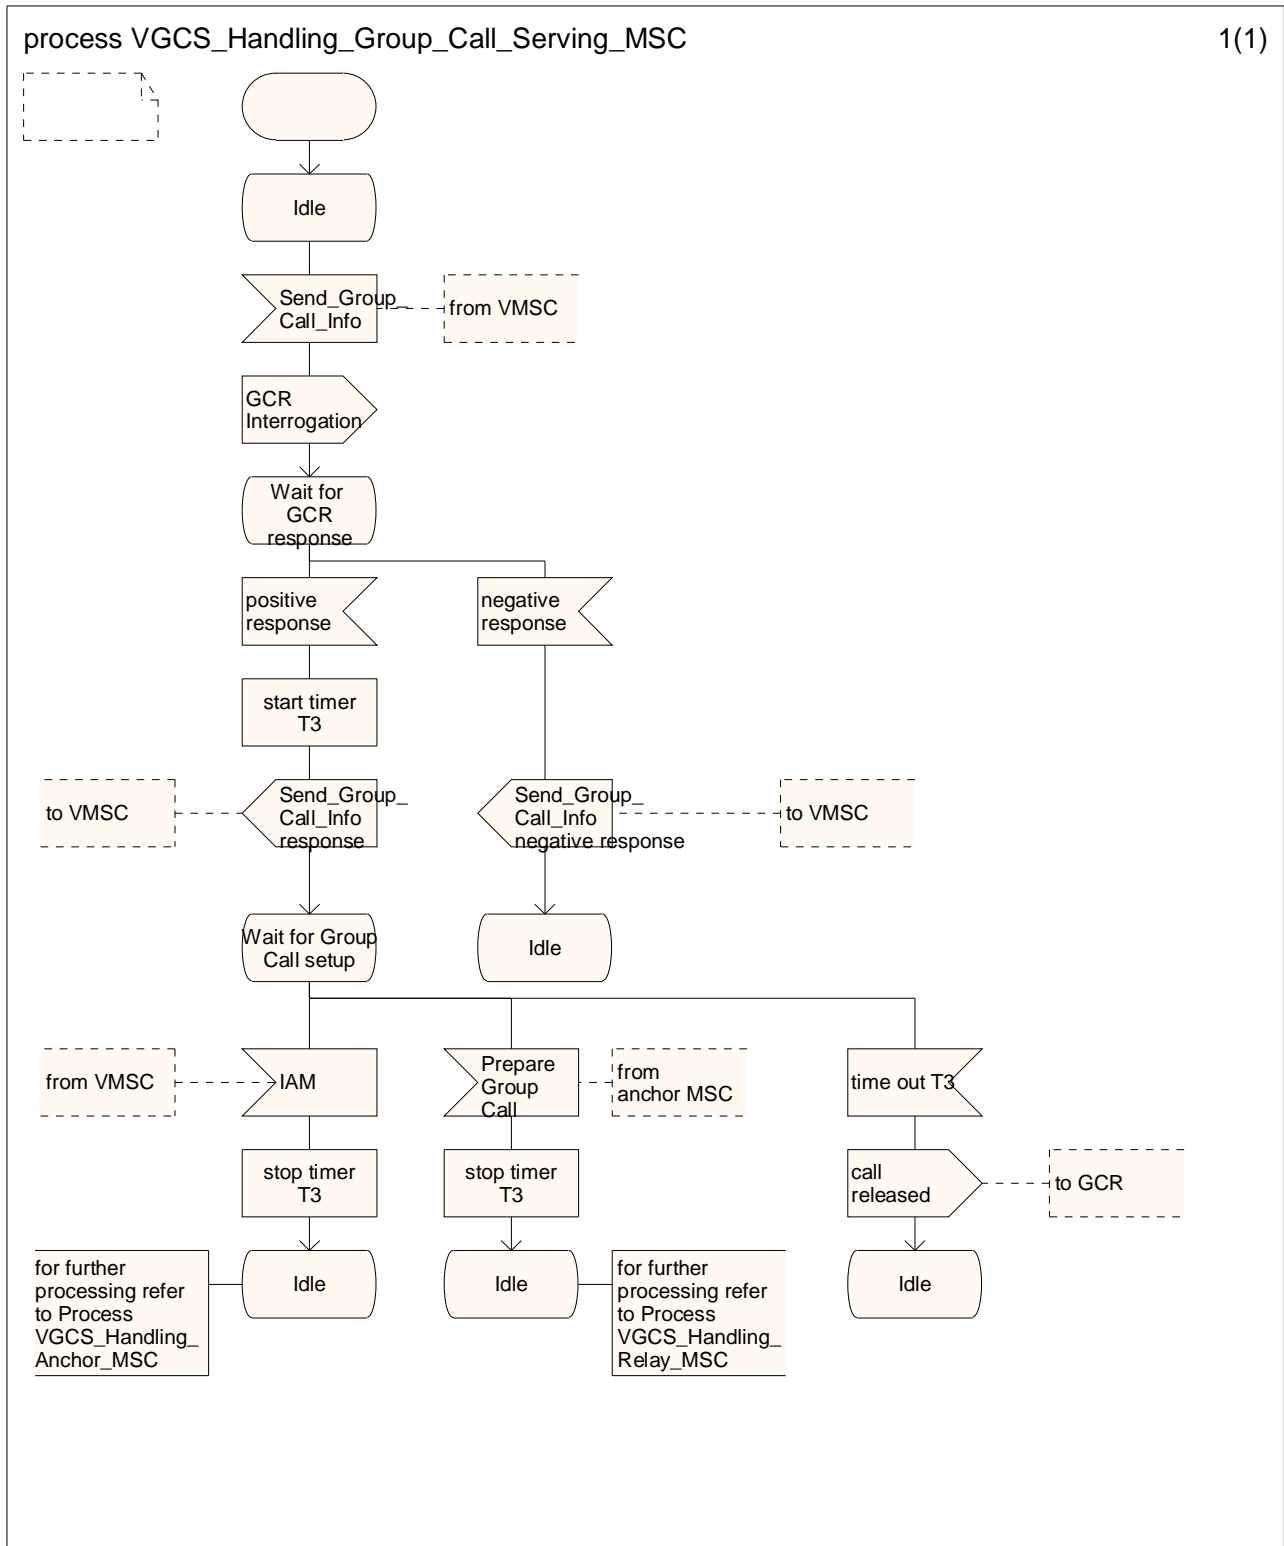 process VGCS_Handling_Group_Call_Serving_MSC
1(1)
Idle
Send_Group_
Call_Info
from VMSC
GCR
Interrogation
Wait for
GCR
response
positive
response
negative
response
start timer
T3
to VMSC
Send_Group_
Call_Info
response
Send_Group_
Call_Info
negative response
to VMSC
Wait for Group
Call setup
Idle
from VMSC
IAM
Prepare
Group
Call
from
anchor MSC
time out T3
stop timer
T3
stop timer
T3
call
released
to GCR
for further
processing refer
to Process
VGCS_Handling_
Anchor_MSC
Idle
Idle
for further
processing refer
to Process
VGCS_Handling_
Relay_MSC
Idle